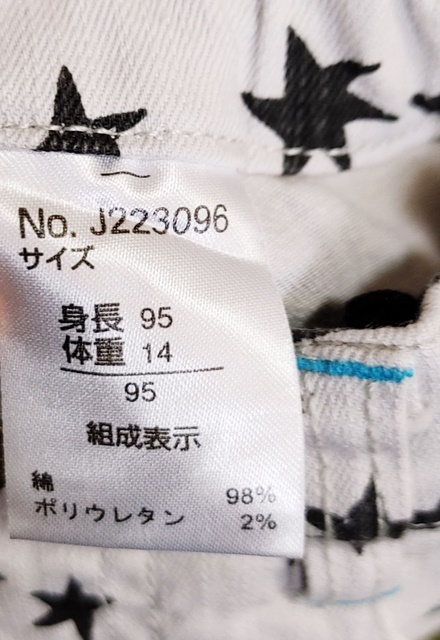 No. J223096
サイズ
身長 95
体重 14
95
組成表示
綿 98%
ポリウレタン 2%